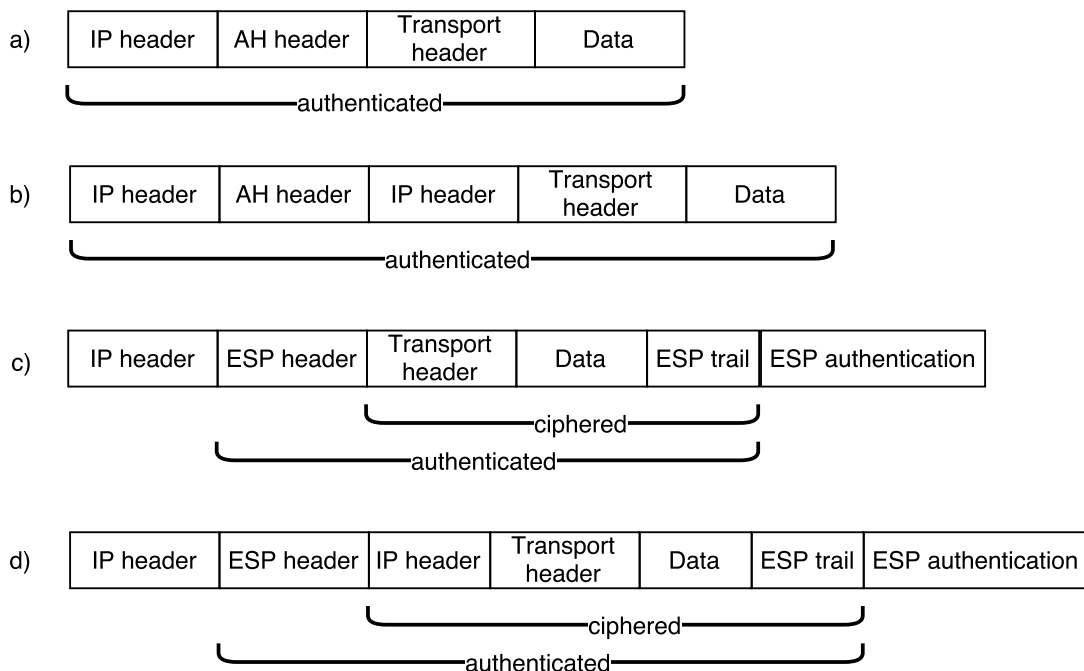 a) IP header AH header Transport header Data
authenticated
b) IP header AH header IP header Transport header Data
authenticated
c) IP header ESP header Transport header Data ESP trail ESP authentication
ciphered
authenticated
d) IP header ESP header IP header Transport header Data ESP trail ESP authentication
ciphered
authenticated